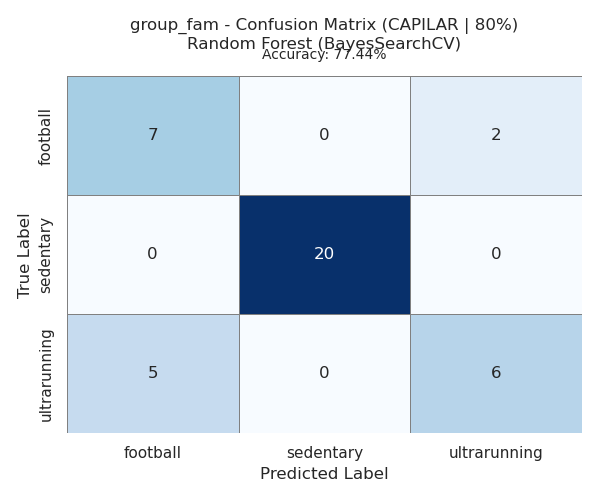 group_fam - Confusion Matrix (CAPILAR | 80%)
Random Forest (BayesSearchCV)
Accuracy: 77.44%
True Label
football
7
0
2
sedentary
0
20
0
ultrarunning
5
0
6
football
sedentary
ultrarunning
Predicted Label